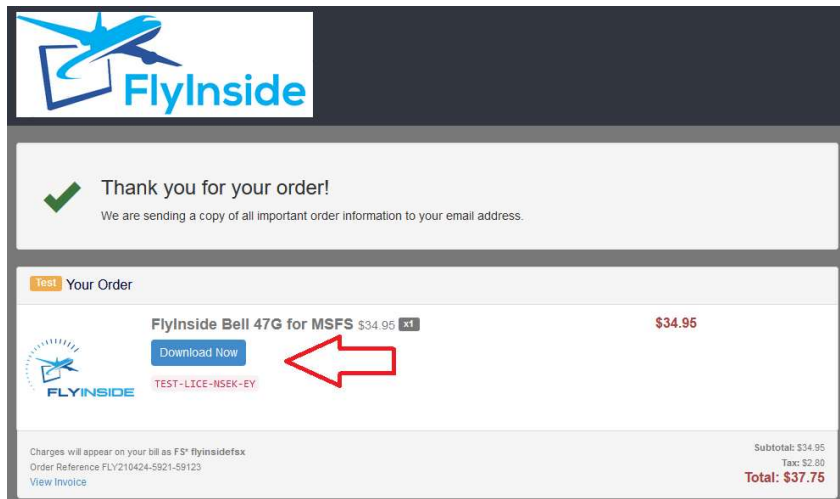 FlyInside
Thank you for your order!
We are sending a copy of all important order information to your email address.
Test Your Order
FlyInside Bell 47G for MSFS $34.95 x1 $34.95
Download Now
TEST-LICE-NSEK-EY
FLYINSIDE
Charges will appear on your bill as FS* flyinsidefsx
Order Reference FLY210424-5921-59123
View Invoice
Subtotal: $34.95
Tax: $2.80
Total: $37.75